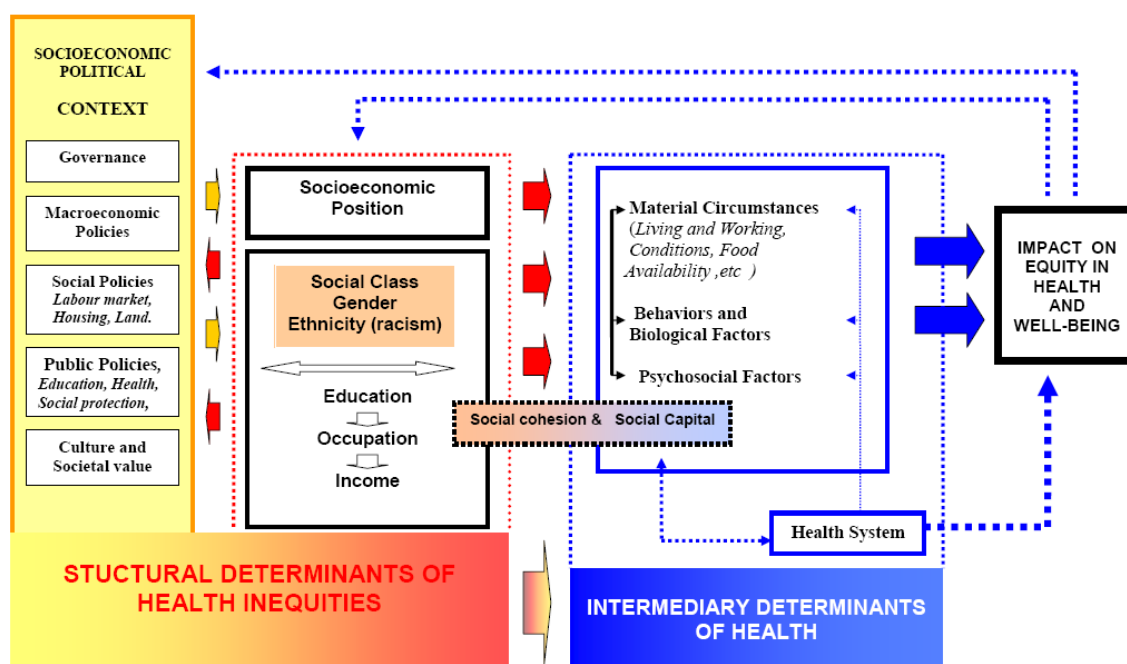 SOCIOECONOMIC
POLITICAL
CONTEXT
Governance
Macroeconomic
Policies
Social Policies
Labour market,
Housing, Land.
Public Policies,
Education, Health,
Social protection,
Culture and
Societal value
Socioeconomic
Position
Social Class
Gender
Ethnicity (racism)
Education
Occupation
Income
Social cohesion & Social Capital
Material Circumstances
(Living and Working,
Conditions, Food
Availability ,etc )
Behaviors and
Biological Factors
Psychosocial Factors
Health System
IMPACT ON
EQUITY IN
HEALTH
AND
WELL-BEING
STUCTURAL DETERMINANTS OF
HEALTH INEQUITIES
INTERMEDIARY DETERMINANTS
OF HEALTH